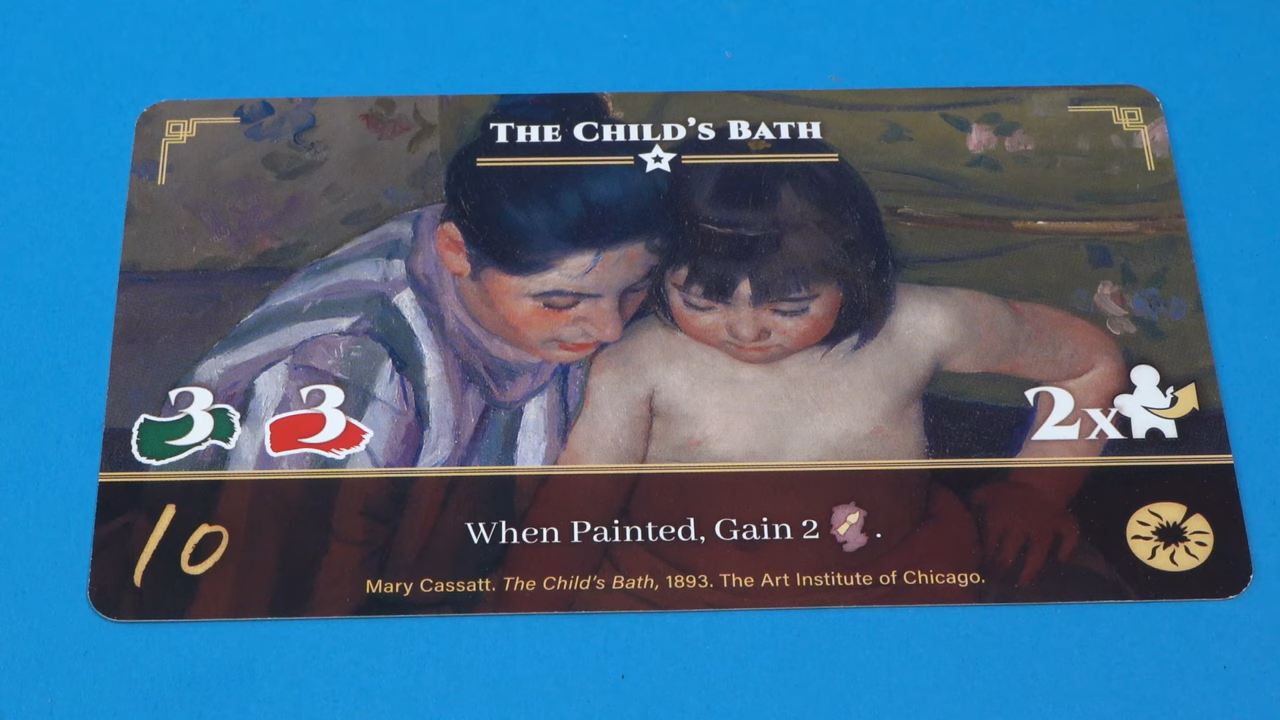 THE CHILD'S BATH
3 3 2x
10
When Painted, Gain 2 .
Mary Cassatt. The Child's Bath, 1893. The Art Institute of Chicago.